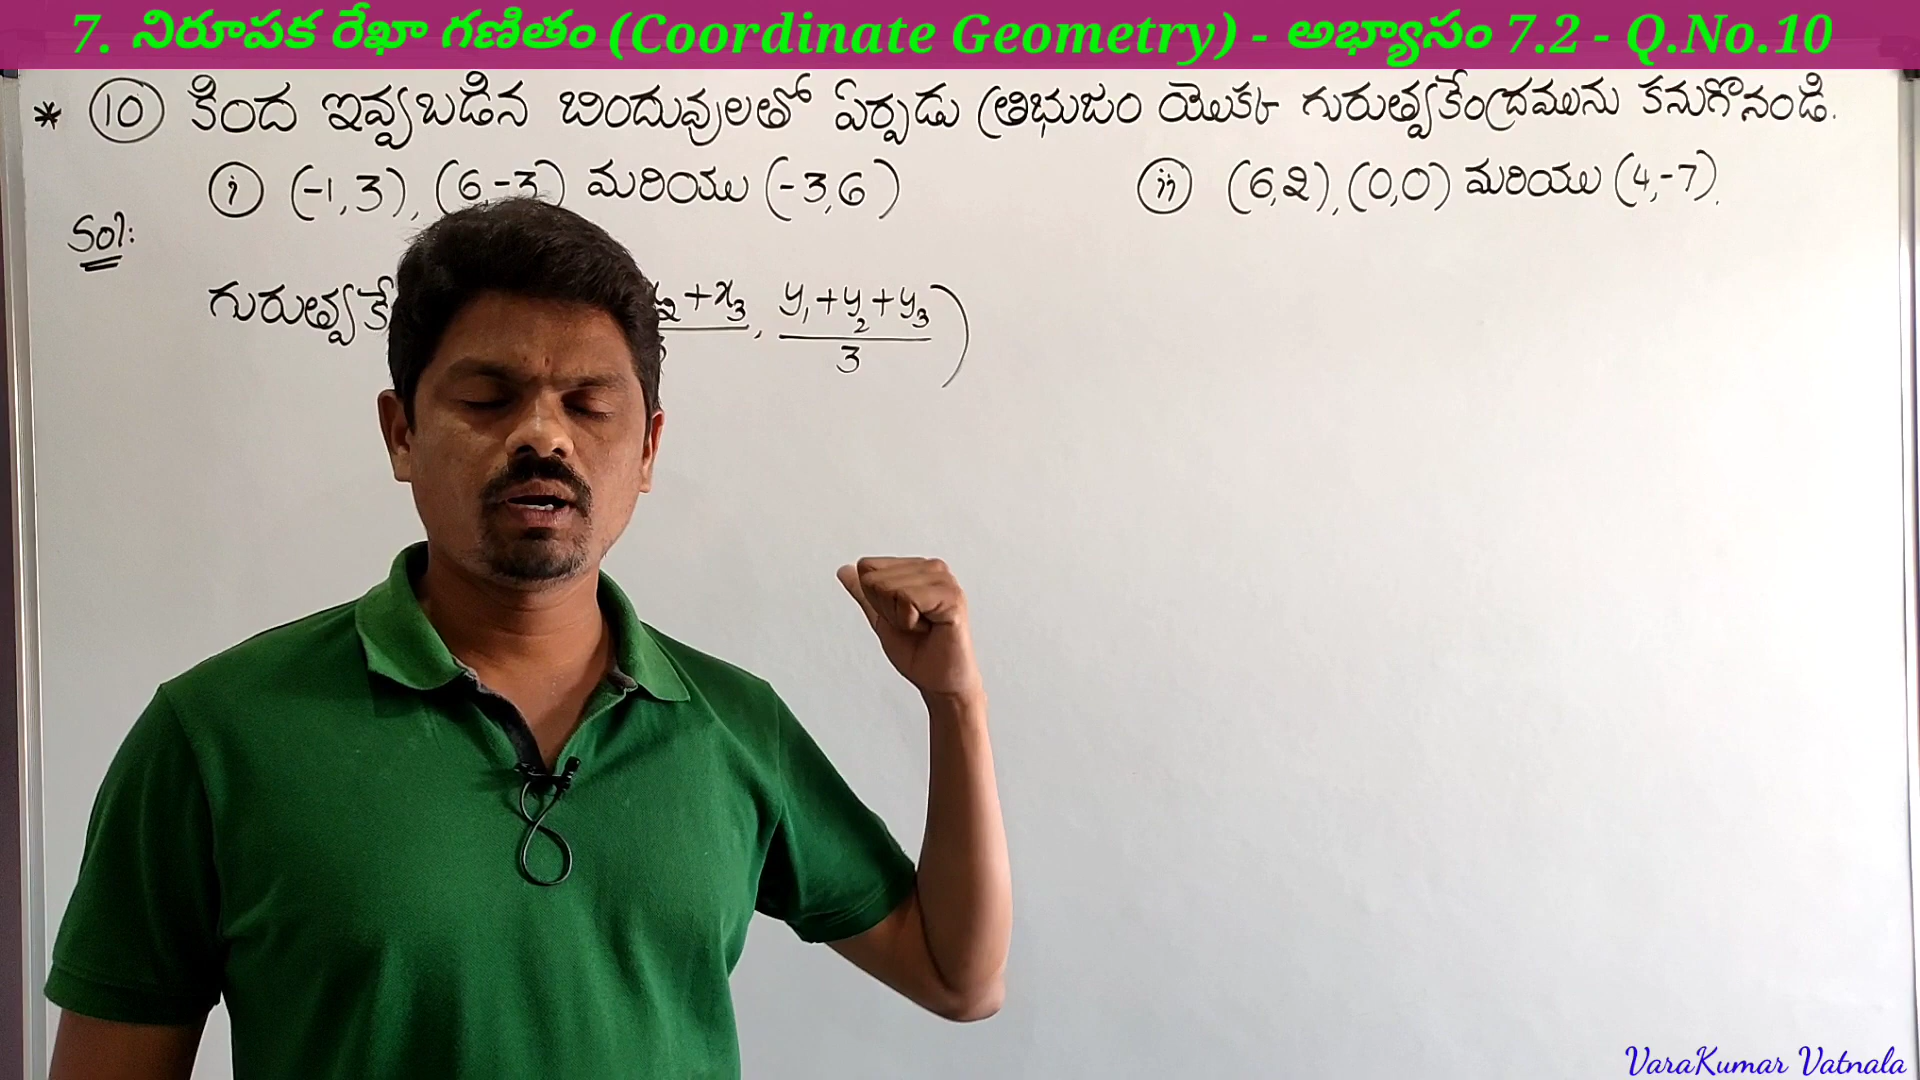 7. నిరూపక రేఖా గణితం (Coordinate Geometry) - అభ్యాసం 7.2 - Q.No.10
* 10 కింద ఇవ్వబడిన బిందువులతో ఏర్పడు త్రిభుజం యొక్క గురుత్వకేంద్రమును కనుగొనండి.
i (-1,3), (6,-3) మరియు (-3,6) ii (6,2), (0,0) మరియు (4,-7).
Sol:
గురుత్వకే +x3, y1+y2+y3 )
3
VaraKumar Vatnala